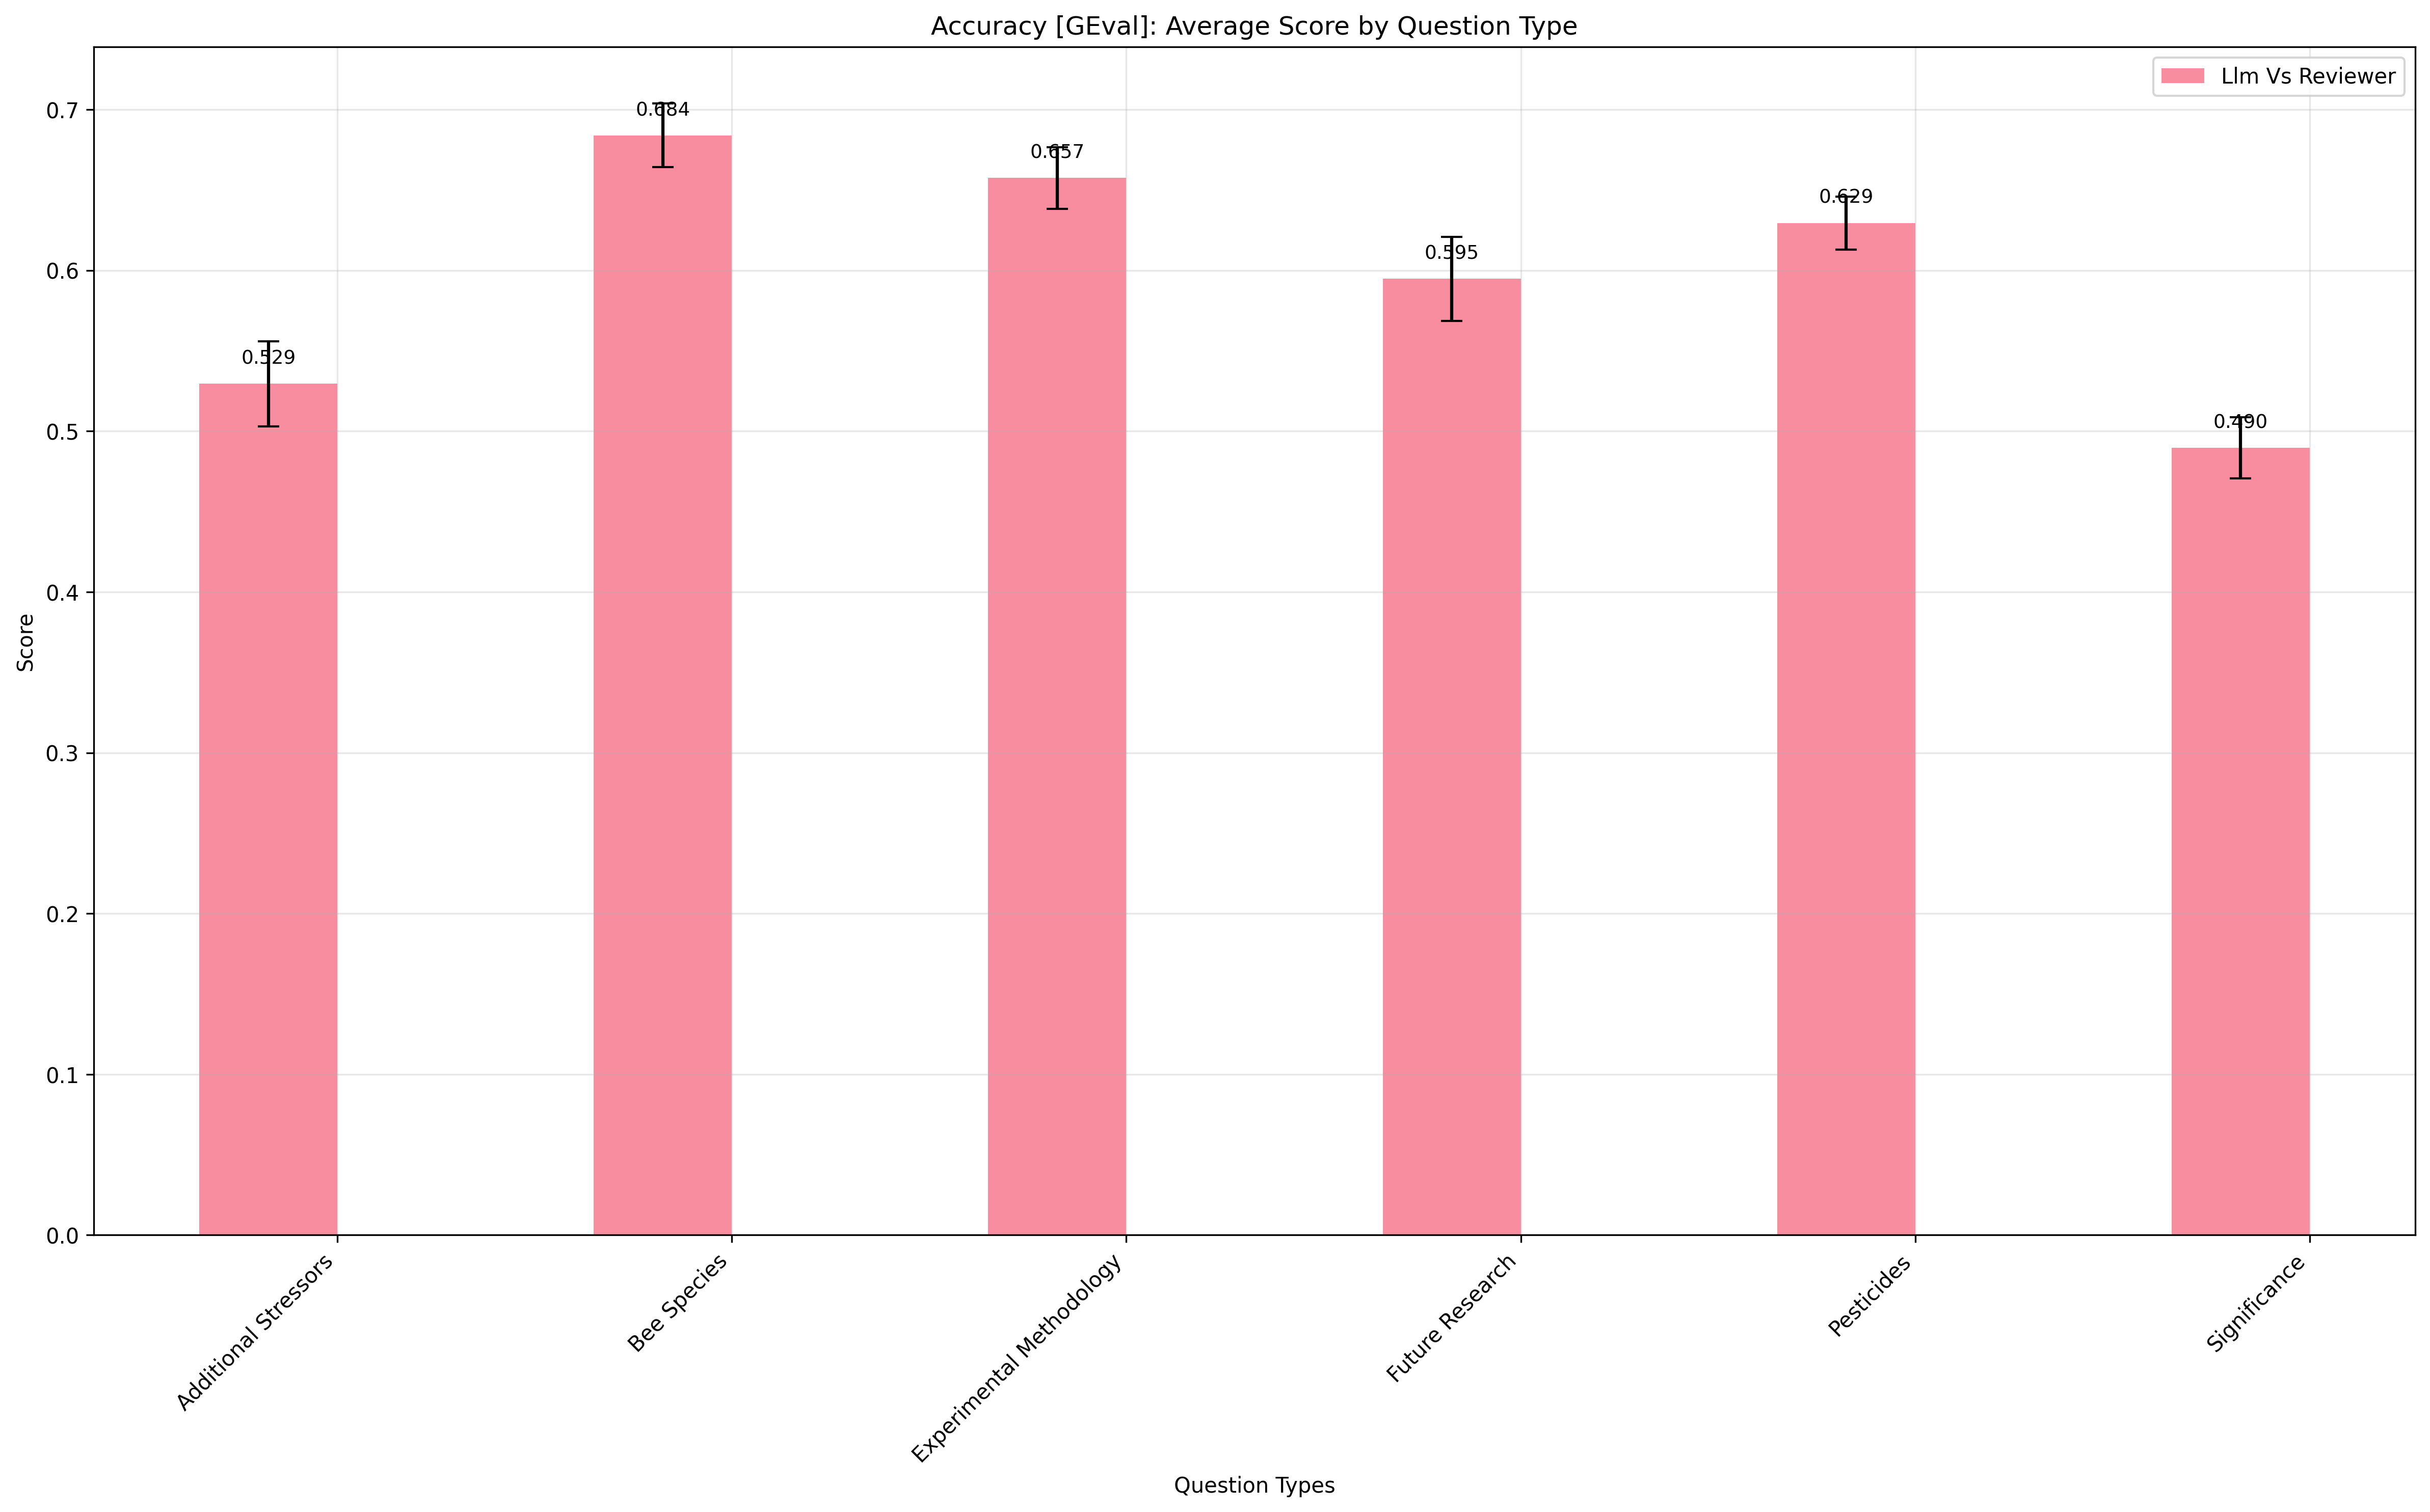 Accuracy [GEval]: Average Score by Question Type
Llm Vs Reviewer
0.7
0.6
0.5
0.4
0.3
0.2
0.1
0.0
Score
0.529
0.684
0.657
0.595
0.629
0.490
Additional Stressors
Bee Species
Experimental Methodology
Future Research
Pesticides
Significance
Question Types